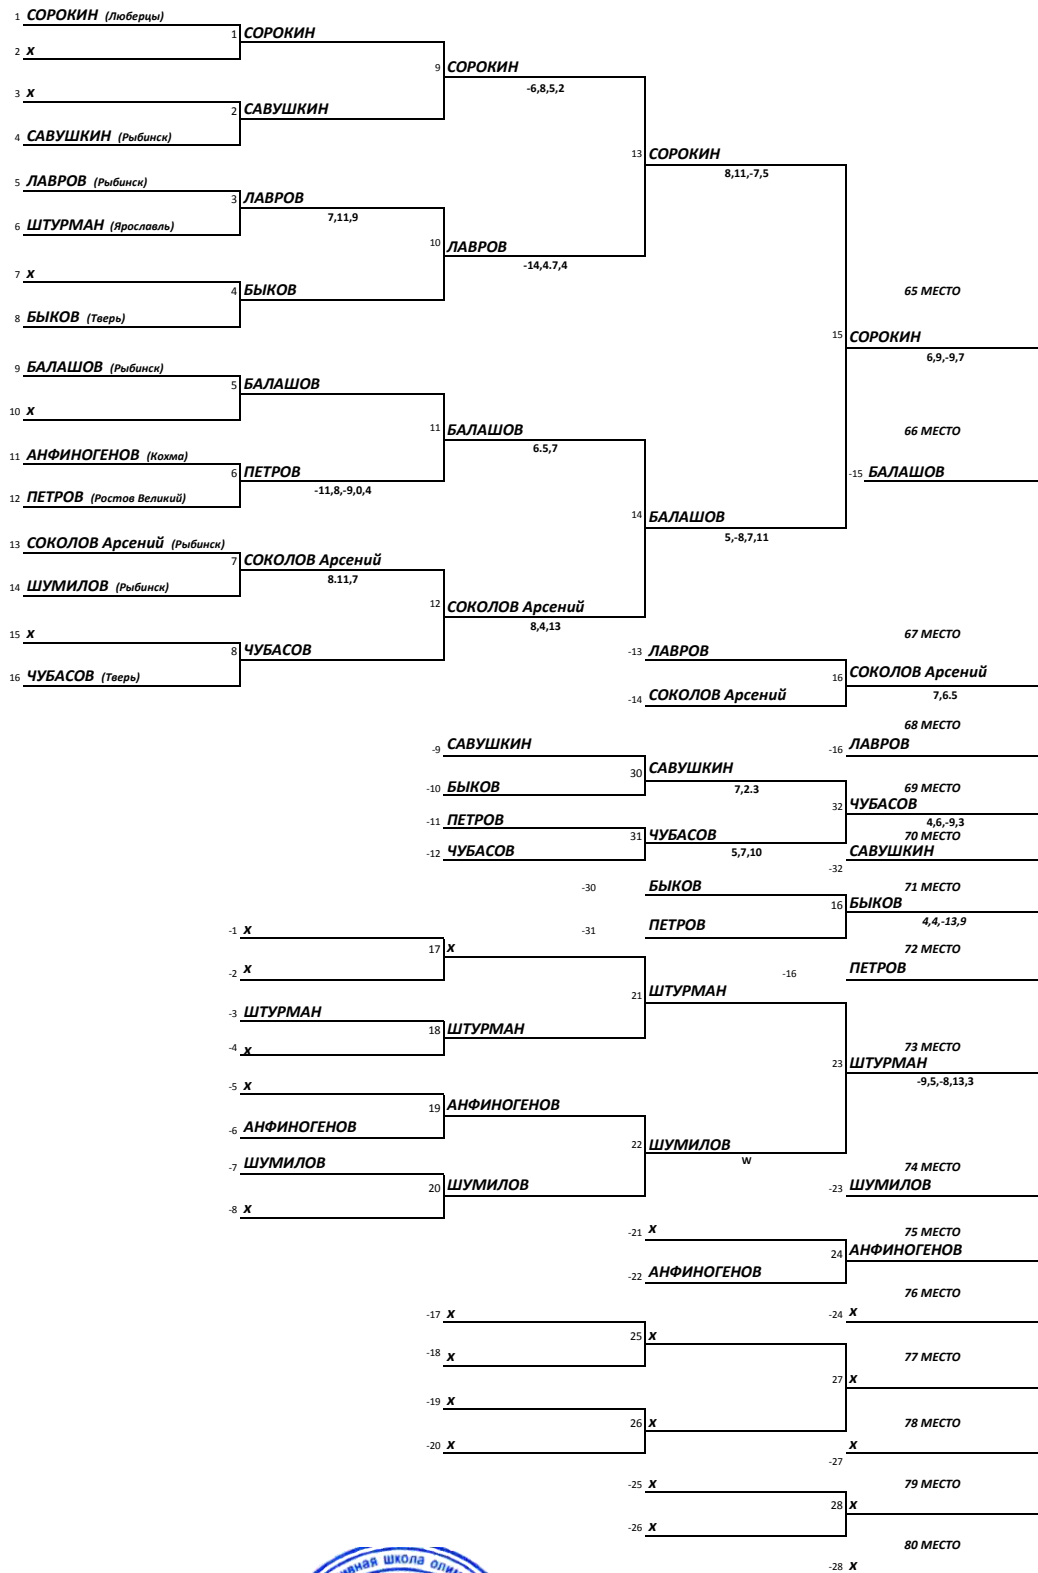 1 СОРОКИН (Люберцы)
1 СОРОКИН
2 х
9 СОРОКИН
-6,8,5,2
3 х
2 САВУШКИН
4 САВУШКИН (Рыбинск)
13 СОРОКИН
8,11,-7,5
5 ЛАВРОВ (Рыбинск)
3 ЛАВРОВ
7,11,9
6 ШТУРМАН (Ярославль)
10 ЛАВРОВ
-14,4.7,4
7 х
4 БЫКОВ
65 МЕСТО
8 БЫКОВ (Тверь)
15 СОРОКИН
6,9,-9,7
9 БАЛАШОВ (Рыбинск)
5 БАЛАШОВ
10 х
11 БАЛАШОВ
6.5,7
66 МЕСТО
11 АНФИНОГЕНОВ (Кохма)
6 ПЕТРОВ
-11,8,-9,0,4
-15 БАЛАШОВ
12 ПЕТРОВ (Ростов Великий)
14 БАЛАШОВ
5,-8,7,11
13 СОКОЛОВ Арсений (Рыбинск)
7 СОКОЛОВ Арсений
8.11,7
14 ШУМИЛОВ (Рыбинск)
12 СОКОЛОВ Арсений
8,4,13
15 х
8 ЧУБАСОВ
67 МЕСТО
-13 ЛАВРОВ
16 ЧУБАСОВ (Тверь)
16 СОКОЛОВ Арсений
7,6.5
-14 СОКОЛОВ Арсений
68 МЕСТО
-9 САВУШКИН
-16 ЛАВРОВ
30 САВУШКИН
7,2.3
-10 БЫКОВ
69 МЕСТО
32 ЧУБАСОВ
4,6,-9,3
-11 ПЕТРОВ
31 ЧУБАСОВ
5,7,10
70 МЕСТО
-12 ЧУБАСОВ
САВУШКИН
-32
-30 БЫКОВ
71 МЕСТО
16 БЫКОВ
4,4,-13,9
-31 ПЕТРОВ
-1 х
17 х
72 МЕСТО
-2 х
-16 ПЕТРОВ
21 ШТУРМАН
-3 ШТУРМАН
18 ШТУРМАН
-4 х
73 МЕСТО
23 ШТУРМАН
-9,5,-8,13,3
-5 х
19 АНФИНОГЕНОВ
-6 АНФИНОГЕНОВ
22 ШУМИЛОВ
W
-7 ШУМИЛОВ
74 МЕСТО
20 ШУМИЛОВ
-23 ШУМИЛОВ
-8 х
-21 х
75 МЕСТО
24 АНФИНОГЕНОВ
-22 АНФИНОГЕНОВ
76 МЕСТО
-17 х
-24 х
25 х
-18 х
77 МЕСТО
27 х
-19 х
26 х
78 МЕСТО
-20 х
х
-27
-25 х
79 МЕСТО
28 х
-26 х
80 МЕСТО
-28 х
школа